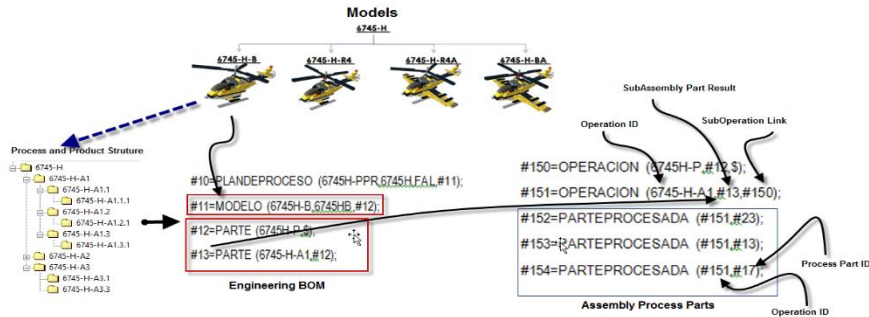 Models
6745-H
6745-H-B
6745-H-R4
6745-H-R4A
6745-H-BA
SubAssembly Part Result
Operation ID
SubOperation Link
Process and Product Struture
6745-H
6745-H-A1
6745-H-A1.1
6745-H-A1.1.1
6745-H-A1.2
6745-H-A1.2.1
6745-H-A1.3
6745-H-A1.3.1
6745-H-A2
6745-H-A3
6745-H-A3.1
6745-H-A3.3
#10=PLANDEPROCESO (6745H-PPR,6745H,FAL,#11);
#11=MODELO (6745H-B,6745HB,#12);
#12=PARTE (6745H-P,$);
#13=PARTE (6745-H-A1,#12);
Engineering BOM
#150=OPERACION (6745H-P,#12,$);
#151=OPERACION (6745-H-A1,#13,#150);
#152=PARTEPROCESADA (#151,#23);
#153=PARTEPROCESADA (#151,#13);
#154=PARTEPROCESADA (#151,#17);
Process Part ID
Assembly Process Parts
Operation ID